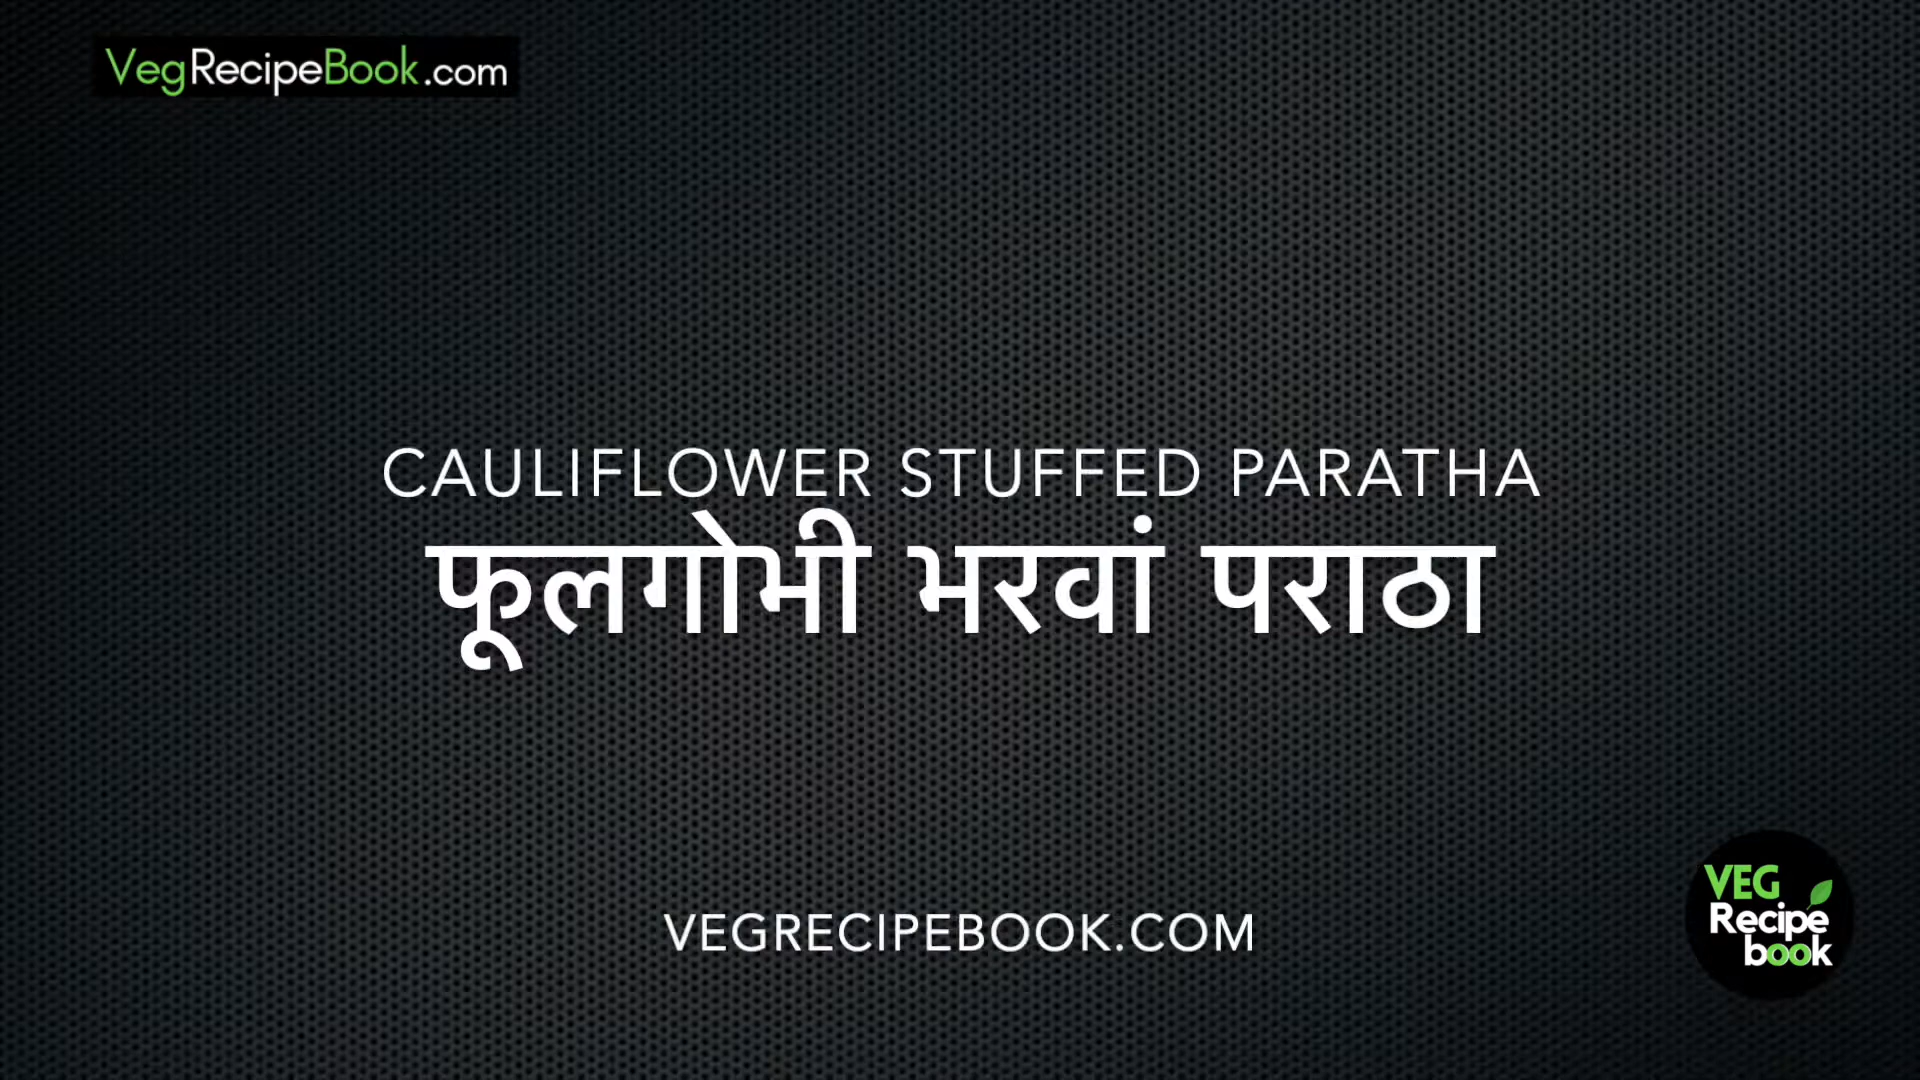 VegRecipeBook.com
CAULIFLOWER STUFFED PARATHA
फूलगोभी भरवां पराठा
VEGRECIPEBOOK.COM
VEG
Recipe
book